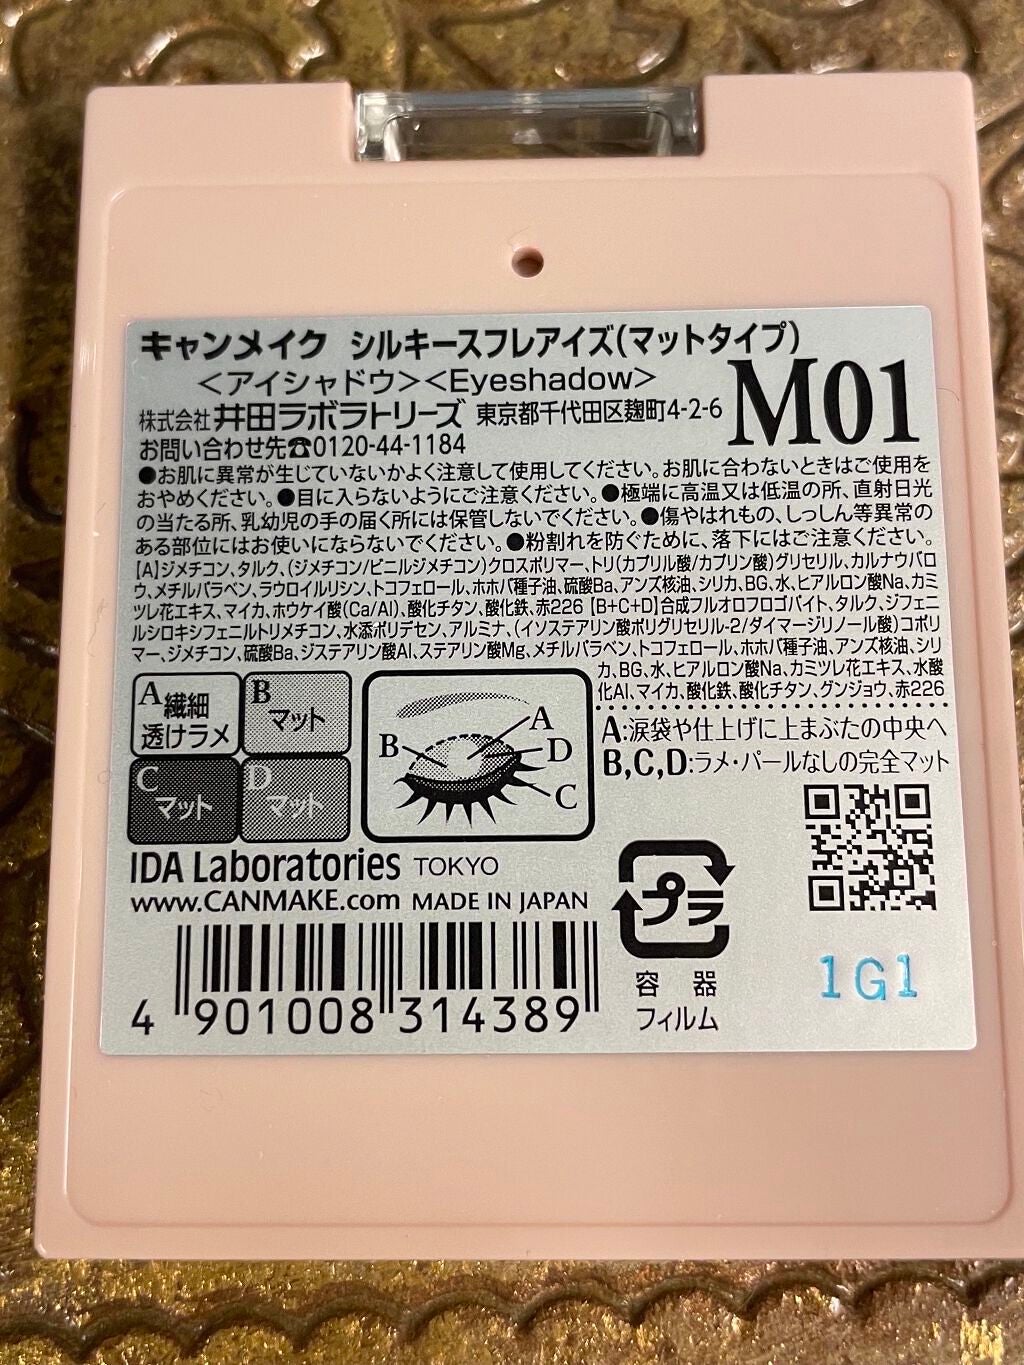 キャンメイク シルキースフレアイズ(マットタイプ)
<アイシャドウ><Eyeshadow>
M01
株式会社 井田ラボラトリーズ 東京都千代田区麹町4-2-6
お問い合わせ先☎0120-44-1184
●お肌に異常が生じていないかよく注意して使用してください。お肌に合わないときはご使用を
おやめください。●目に入らないようにご注意ください。●極端に高温又は低温の所、直射日光
の当たる所、乳幼児の手の届く所には保管しないでください。●傷やはれもの、しっしん等異常の
ある部位にはお使いにならないでください。●粉割れを防ぐために、落下にはご注意ください。
【A】ジメチコン、タルク、(ジメチコン/ビニルジメチコン)クロスポリマー、トリ(カプリル酸/カプリン酸)グリセリル、カルナウバロ
ウ、メチルパラベン、ラウロイルリシン、トコフェロール、ホホバ種子油、硫酸Ba、アンズ核油、シリカ、BG、水、ヒアルロン酸Na、カミ
ツレ花エキス、マイカ、ホウケイ酸(Ca/Al)、酸化チタン、酸化鉄、赤226【B+C+D】合成フルオロフロゴパイト、タルク、ジフェニ
ルシロキシフェニルトリメチコン、水添ポリデセン、アルミナ、(イソステアリン酸ポリグリセリル-2/ダイマージリノール酸)コポリ
マー、ジメチコン、硫酸Ba、ジステアリン酸Al、ステアリン酸Mg、メチルパラベン、トコフェロール、ホホバ種子油、アンズ核油、シリ
カ、BG、水、ヒアルロン酸Na、カミツレ花エキス、水酸
化Al、マイカ、酸化鉄、酸化チタン、グンジョウ、赤226
A 繊細
透けラメ
B マット
C マット
D マット
A
B
D
C
A:涙袋や仕上げに上まぶたの中央へ
B,C,D:ラメ・パールなしの完全マット
IDA Laboratories TOKYO
www.CANMAKE.com MADE IN JAPAN
プラ
容器
フィルム
1G1
4 901008 314389